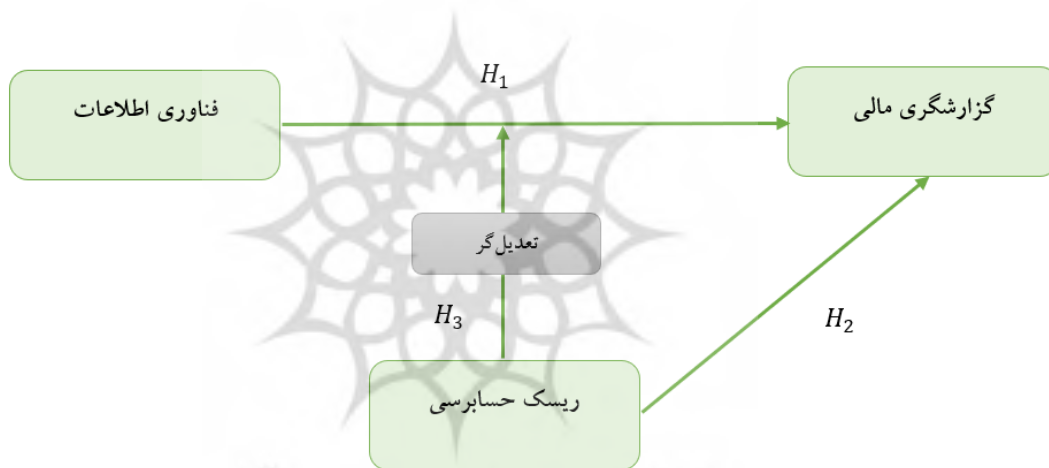 H₁
فناوری اطلاعات
گزارشگری مالی
تعدیل‌گر
H₃
H₂
ریسک حسابرسی